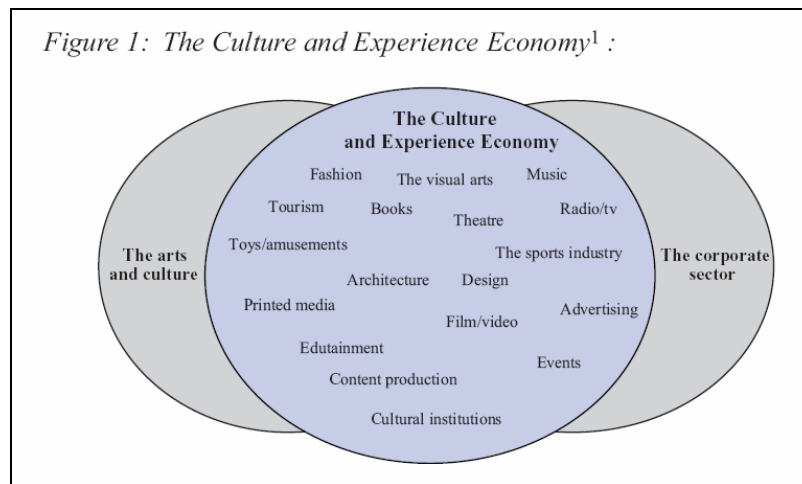 Figure 1: The Culture and Experience Economy¹ :
The Culture
and Experience Economy
Fashion
The visual arts
Music
Tourism
Books
Theatre
Radio/tv
Toys/amusements
The sports industry
The arts
and culture
The corporate
sector
Architecture
Design
Printed media
Film/video
Advertising
Edutainment
Events
Content production
Cultural institutions